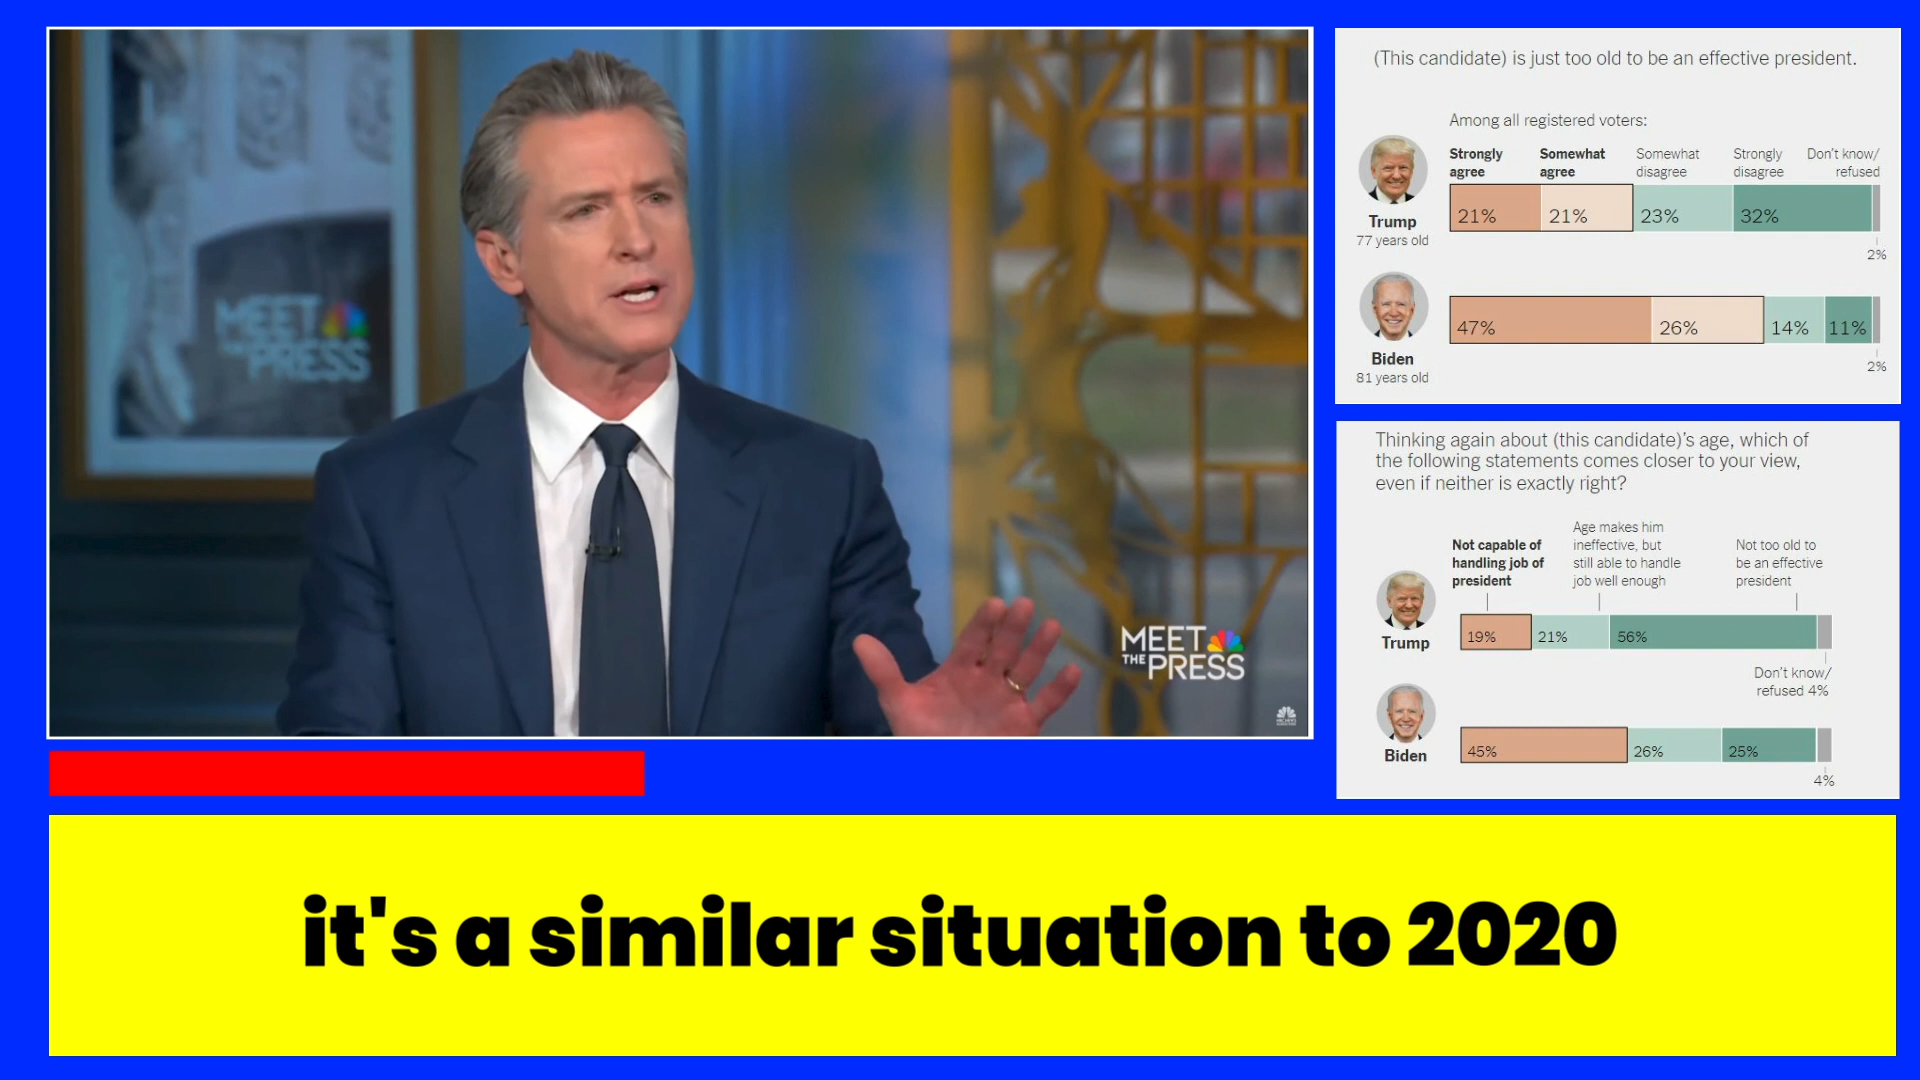 MEET
THE PRESS
MEET
THE PRESS
(This candidate) is just too old to be an effective president.
Among all registered voters:
Strongly agree
Somewhat agree
Somewhat disagree
Strongly disagree
Don't know/ refused
Trump
77 years old
21%
21%
23%
32%
2%
Biden
81 years old
47%
26%
14%
11%
2%
Thinking again about (this candidate)'s age, which of
the following statements comes closer to your view,
even if neither is exactly right?
Not capable of
handling job of
president
Age makes him
ineffective, but
still able to handle
job well enough
Not too old to
be an effective
president
Trump
19%
21%
56%
Don't know/
refused 4%
Biden
45%
26%
25%
4%
it's a similar situation to 2020